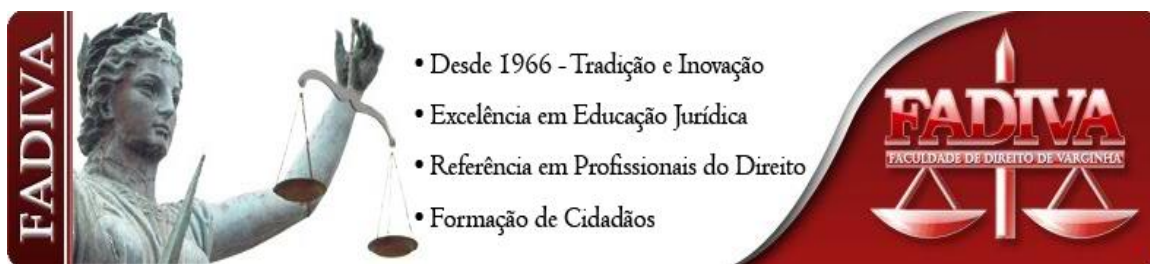 FADIVA
• Desde 1966 - Tradição e Inovação
• Excelência em Educação Jurídica
• Referência em Profissionais do Direito
• Formação de Cidadãos
FADIVA
FACULDADE DE DIREITO DE VARGINHA